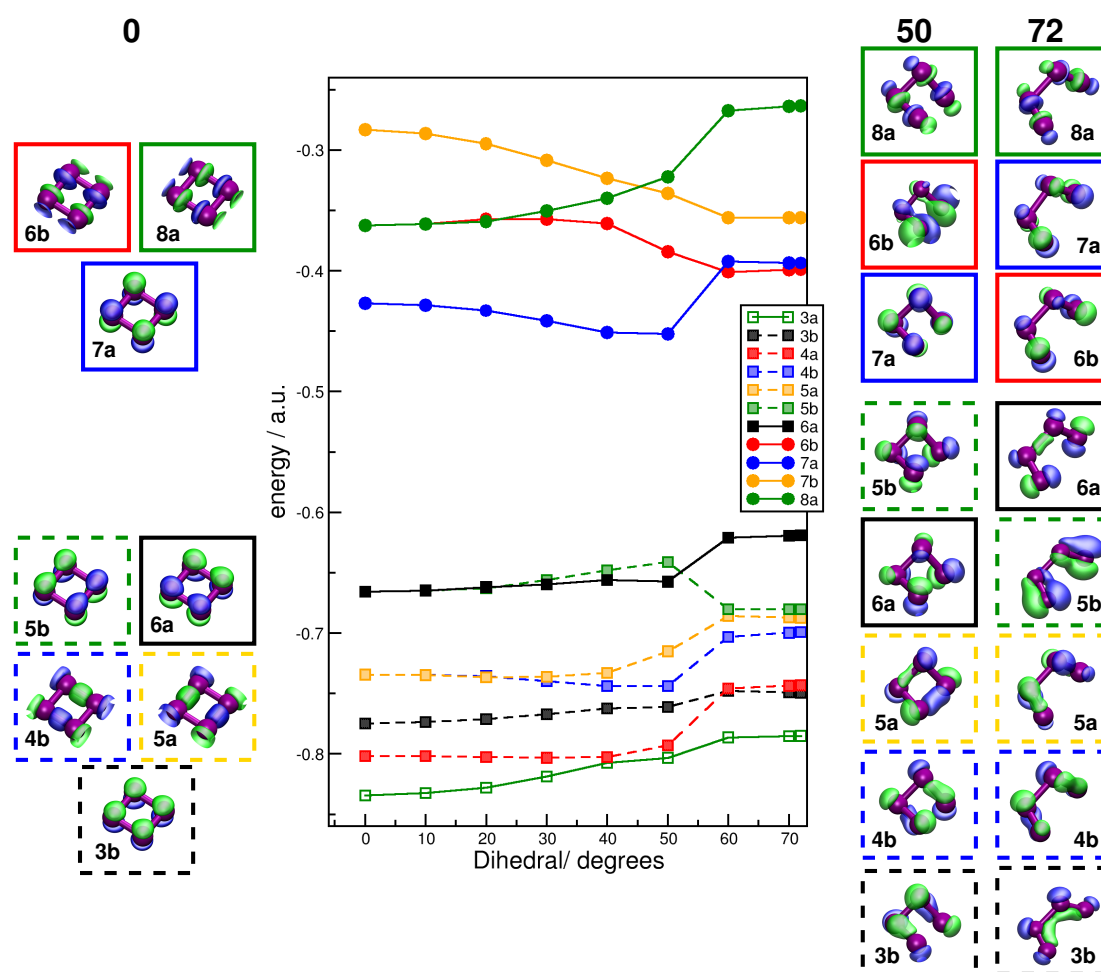 0
50
72
6b
8a
7a
5b
6a
4b
5a
3b
energy / a.u.
-0.3
-0.4
-0.5
-0.6
-0.7
-0.8
0
10
20
30
40
50
60
70
Dihedral/ degrees
3a
3b
4a
4b
5a
5b
6a
6b
7a
7b
8a
8a
8a
6b
7a
7a
6b
5b
6a
6a
5b
5a
5a
4b
4b
3b
3b